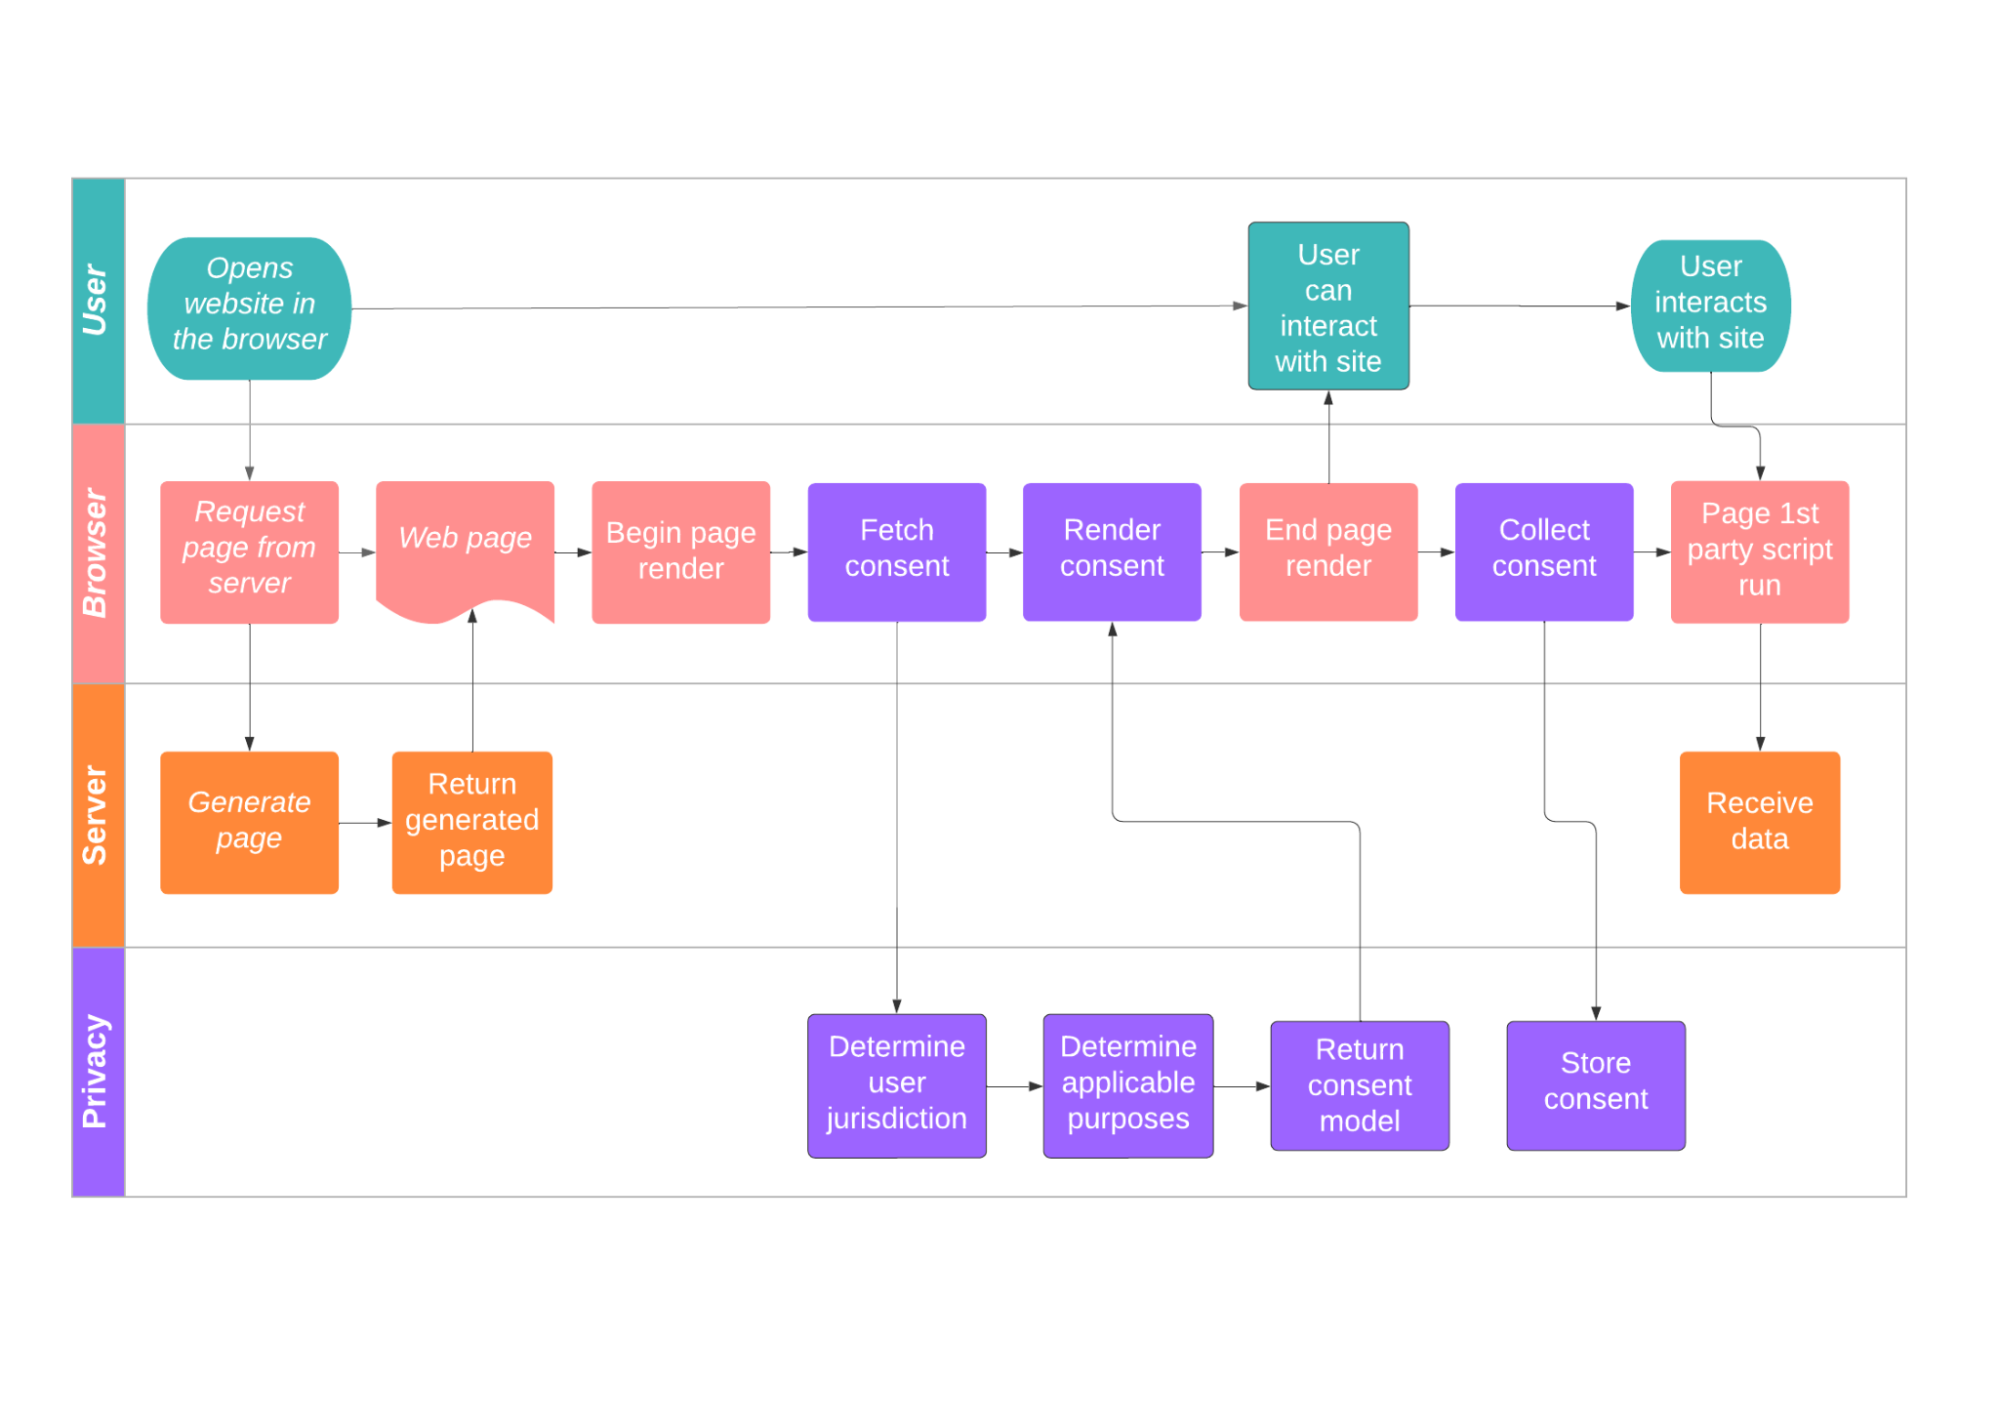 User
Opens
website in
the browser
User
can
interact
with site
User
interacts
with site
Browser
Request
page from
server
Web page
Begin page
render
Fetch
consent
Render
consent
End page
render
Collect
consent
Page 1st
party script
run
Server
Generate
page
Return
generated
page
Receive
data
Privacy
Determine
user
jurisdiction
Determine
applicable
purposes
Return
consent
model
Store
consent